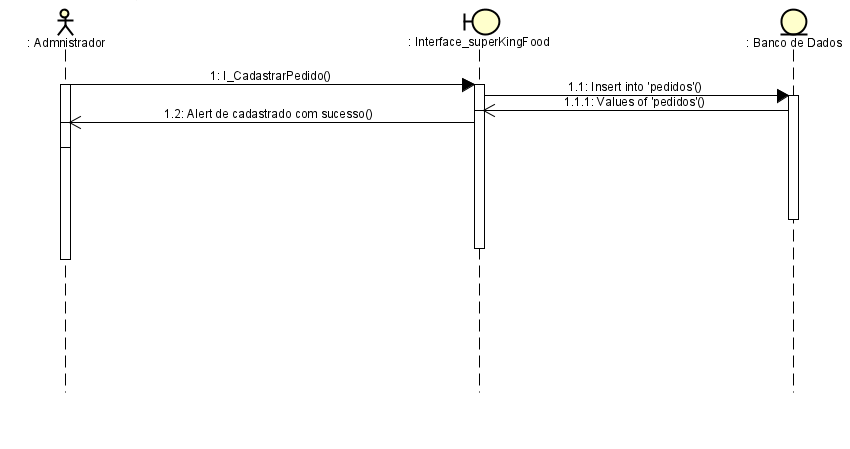 : Admnistrador
: Interface_superKingFood
: Banco de Dados
1: I_CadastrarPedido()
1.1: Insert into 'pedidos'()
1.1.1: Values of 'pedidos'()
1.2: Alert de cadastrado com sucesso()